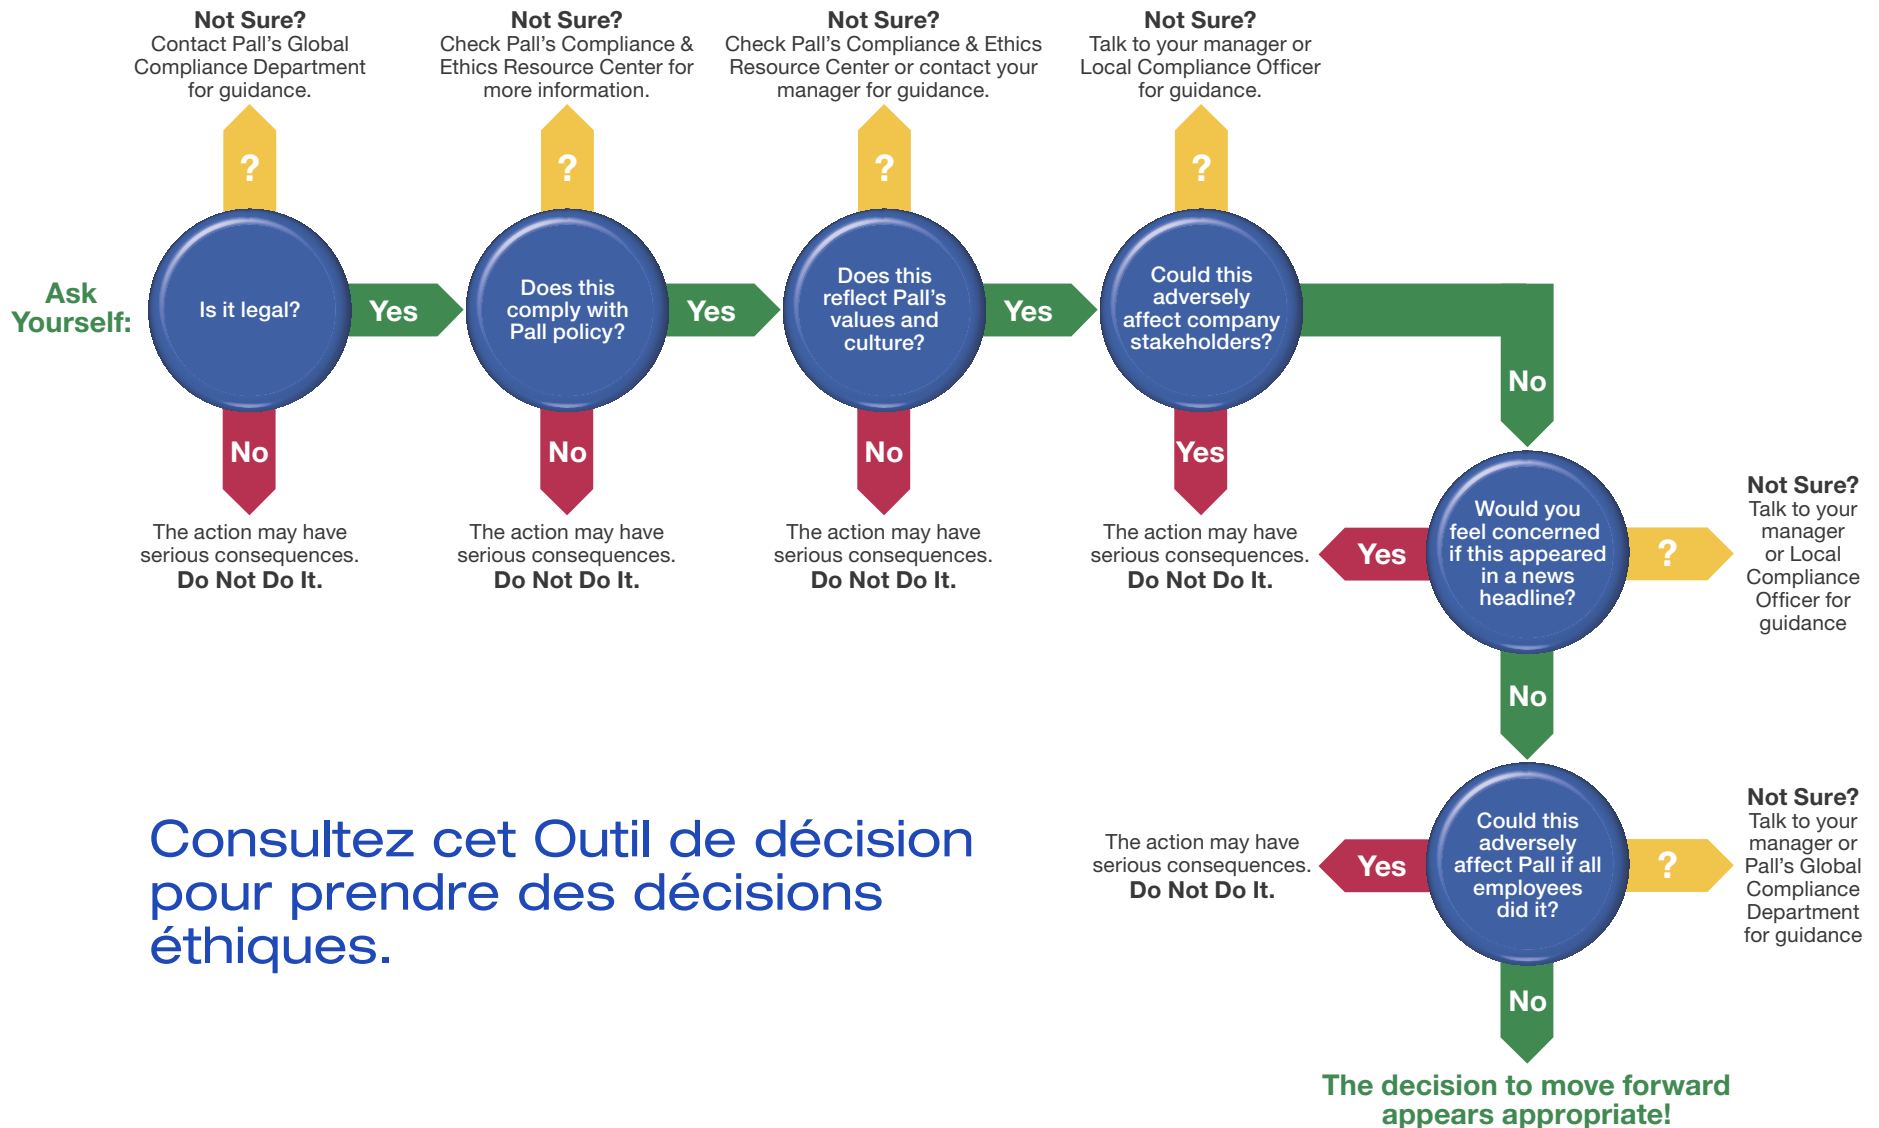 Not Sure?
Contact Pall's Global
Compliance Department
for guidance.
Not Sure?
Check Pall's Compliance &
Ethics Resource Center for
more information.
Not Sure?
Check Pall's Compliance & Ethics
Resource Center or contact your
manager for guidance.
Not Sure?
Talk to your manager or
Local Compliance Officer
for guidance.
?
?
?
?
Ask
Yourself:
Is it legal?
Yes
Does this
comply with
Pall policy?
Yes
Does this
reflect Pall's
values and
culture?
Yes
Could this
adversely
affect company
stakeholders?
No
No
No
No
Yes
The action may have
serious consequences.
Do Not Do It.
The action may have
serious consequences.
Do Not Do It.
The action may have
serious consequences.
Do Not Do It.
The action may have
serious consequences.
Do Not Do It.
Yes
Would you
feel concerned
if this appeared
in a news
headline?
?
Not Sure?
Talk to your
manager
or Local
Compliance
Officer for
guidance
No
Consultez cet Outil de décision
pour prendre des décisions
éthiques.
The action may have
serious consequences.
Do Not Do It.
Yes
Could this
adversely
affect Pall if all
employees
did it?
?
Not Sure?
Talk to your
manager or
Pall's Global
Compliance
Department
for guidance
No
The decision to move forward
appears appropriate!